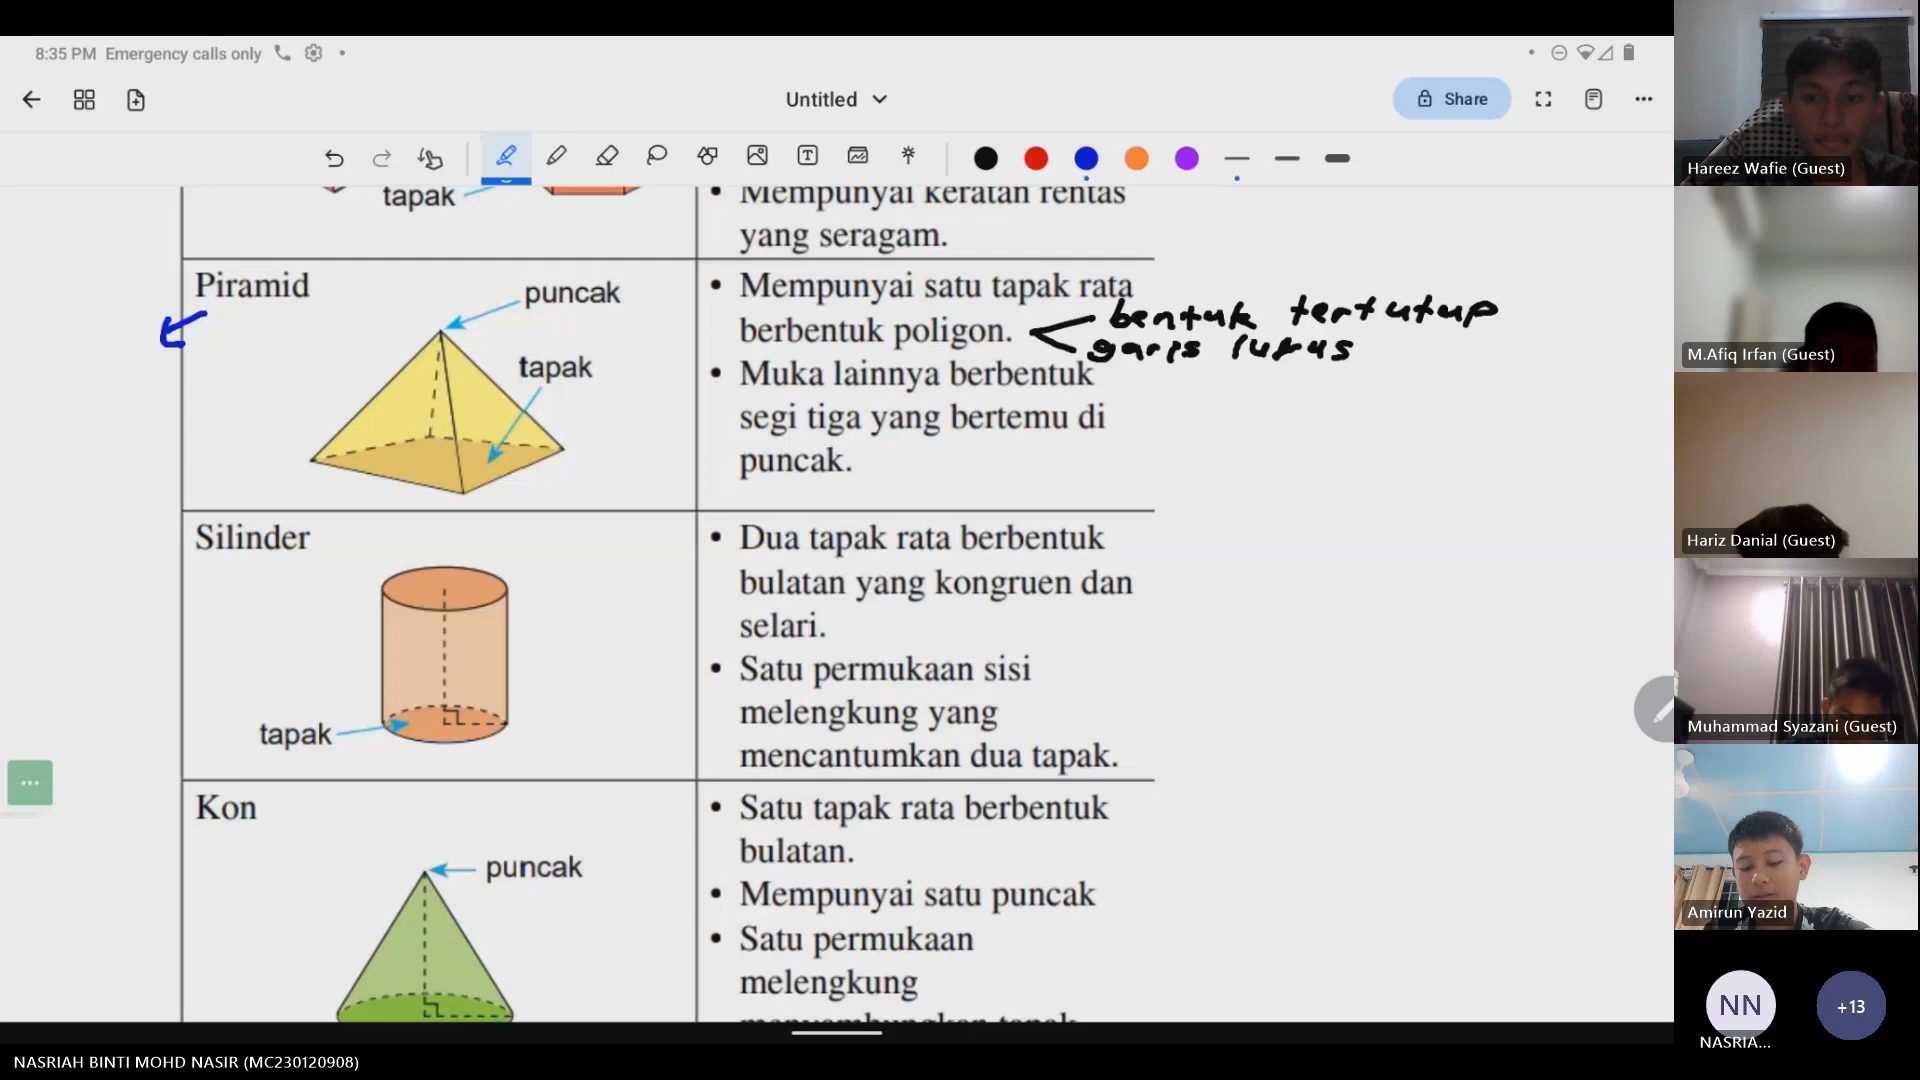 8:35 PM Emergency calls only
Untitled
Share
tapak
Mempunyai keratan rentas
yang seragam.
Piramid
puncak
tapak
• Mempunyai satu tapak rata
berbentuk poligon.
bentuk tertutup
garis lurus
• Muka lainnya berbentuk
segi tiga yang bertemu di
puncak.
Silinder
tapak
• Dua tapak rata berbentuk
bulatan yang kongruen dan
selari.
• Satu permukaan sisi
melengkung yang
mencantumkan dua tapak.
Kon
puncak
• Satu tapak rata berbentuk
bulatan.
• Mempunyai satu puncak
• Satu permukaan
melengkung
menyambungkan tapak
Hareez Wafie (Guest)
M.Afiq Irfan (Guest)
Hariz Danial (Guest)
Muhammad Syazani (Guest)
Amirun Yazid
NN
NASRIA...
+13
NASRIAH BINTI MOHD NASIR (MC230120908)